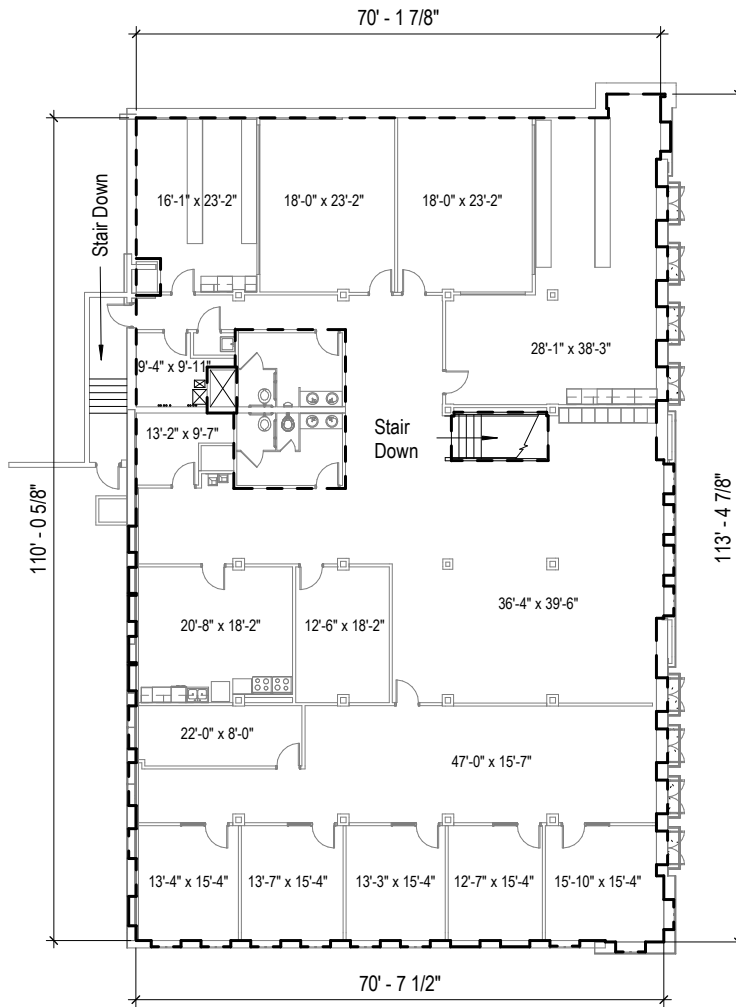 70' - 1 7/8"
Stair Down
16'-1" x 23'-2"
18'-0" x 23'-2"
18'-0" x 23'-2"
28'-1" x 38'-3"
9'-4" x 9'-11"
13'-2" x 9'-7"
Stair
Down
110' - 0 5/8"
113' - 4 7/8"
36'-4" x 39'-6"
20'-8" x 18'-2"
12'-6" x 18'-2"
22'-0" x 8'-0"
47'-0" x 15'-7"
13'-4" x 15'-4"
13'-7" x 15'-4"
13'-3" x 15'-4"
12'-7" x 15'-4"
15'-10" x 15'-4"
70' - 7 1/2"